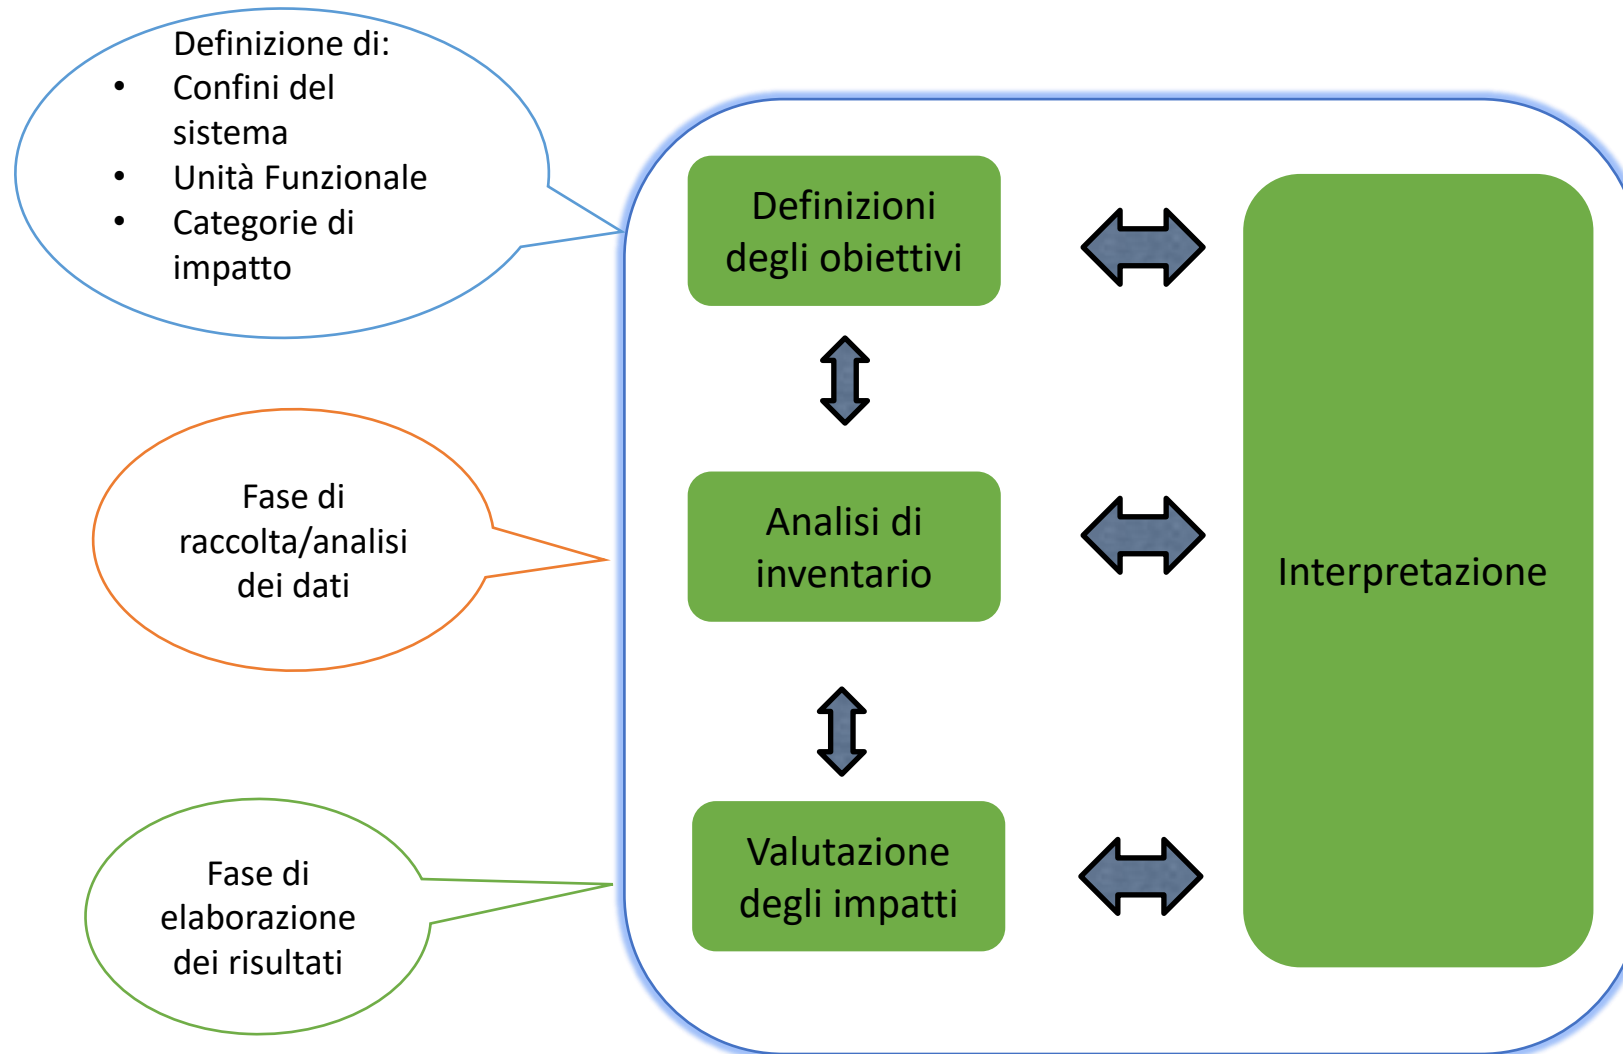 Definizione di:
• Confini del
sistema
• Unità Funzionale
• Categorie di
impatto
Definizioni
degli obiettivi
Fase di
raccolta/analisi
dei dati
Analisi di
inventario
Interpretazione
Fase di
elaborazione
dei risultati
Valutazione
degli impatti